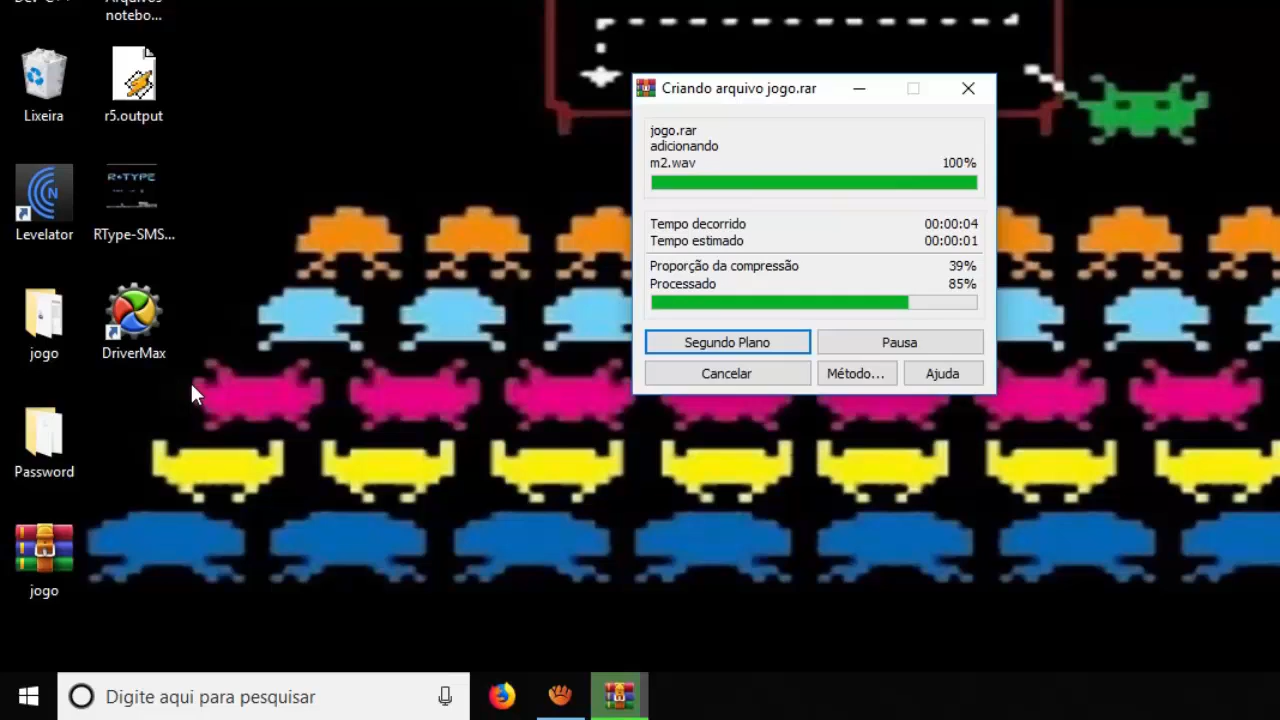 notebo...
Lixeira
r5.output
Levelator
R-TYPE
RType-SMS...
jogo
DriverMax
Password
jogo
Criando arquivo jogo.rar
jogo.rar
adicionando
m2.wav 100%
Tempo decorrido 00:00:04
Tempo estimado 00:00:01
Proporção da compressão 39%
Processado 85%
Segundo Plano
Pausa
Cancelar
Método...
Ajuda
Digite aqui para pesquisar